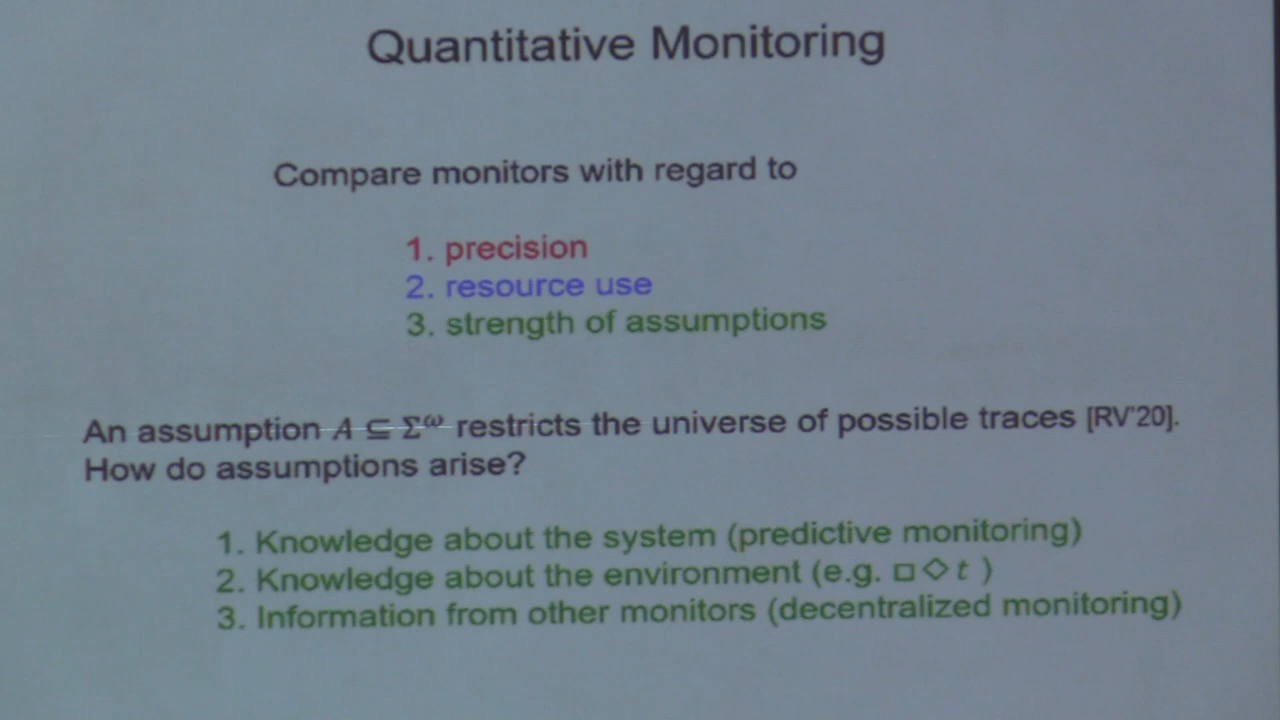 Quantitative Monitoring
Compare monitors with regard to
1. precision
2. resource use
3. strength of assumptions
An assumption A ⊆ Σ^ω restricts the universe of possible traces [RV'20].
How do assumptions arise?
1. Knowledge about the system (predictive monitoring)
2. Knowledge about the environment (e.g. □◇t )
3. Information from other monitors (decentralized monitoring)